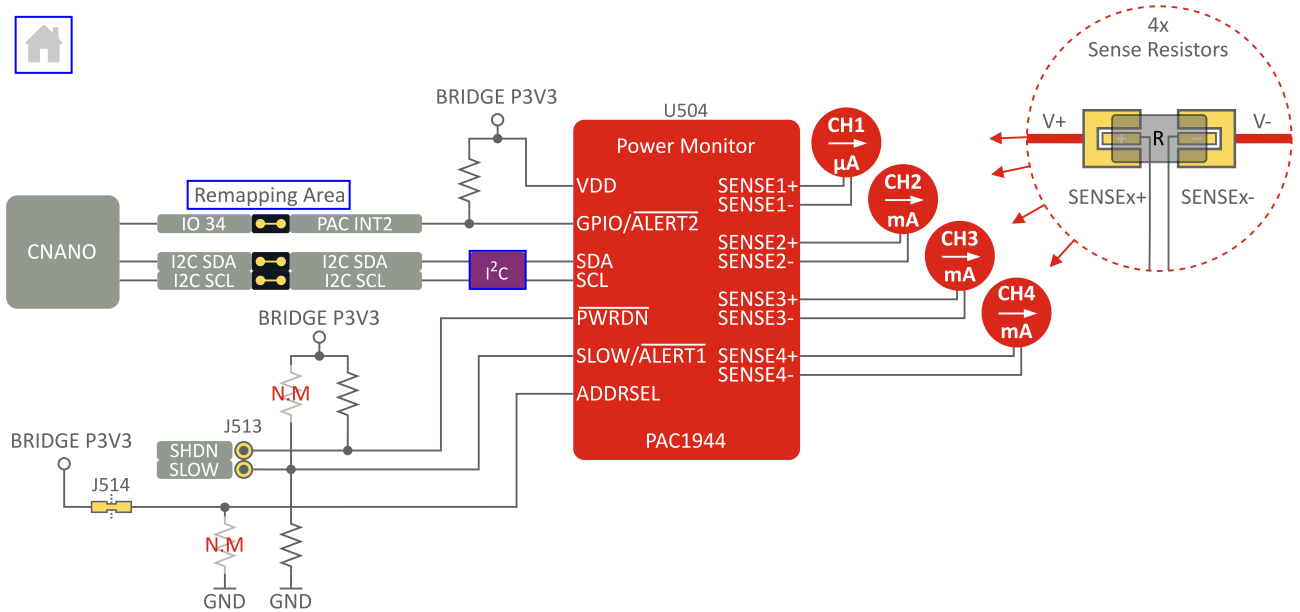 4x
Sense Resistors
V+
R
V-
+
−
SENSEx+
SENSEx-
BRIDGE P3V3
U504
Power Monitor
CH1
µA
CH2
mA
CH3
mA
CH4
mA
VDD
SENSE1+
SENSE1-
Remapping Area
CNANO
IO 34
PAC INT2
GPIO/ALERT2
SENSE2+
SENSE2-
I2C SDA
I2C SDA
I2C SCL
I2C SCL
I²C
SDA
SCL
SENSE3+
SENSE3-
BRIDGE P3V3
PWRDN
SLOW/ALERT1
SENSE4+
SENSE4-
N.M
ADDRSEL
PAC1944
J513
SHDN
SLOW
BRIDGE P3V3
J514
N.M
GND
GND